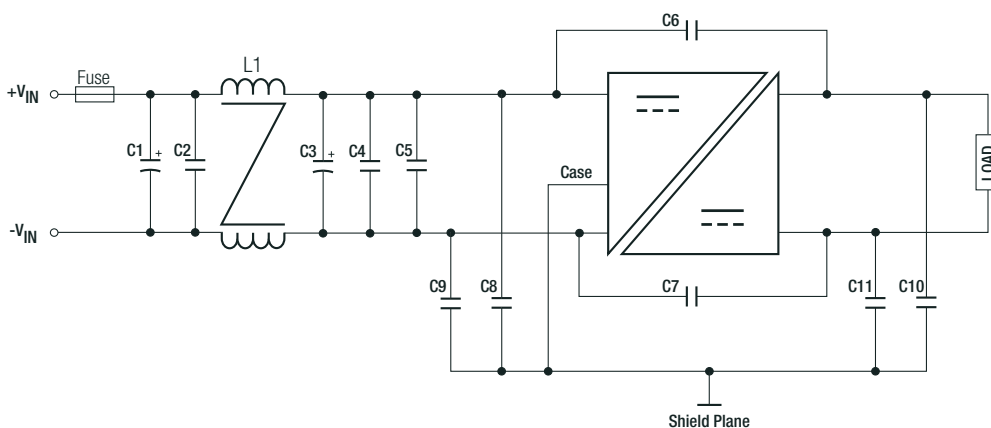 C6
L1
Fuse
+VIN
C1
+
C2
C3
+
C4
C5
Case
LOAD
-VIN
C9
C8
C7
C11
C10
Shield Plane